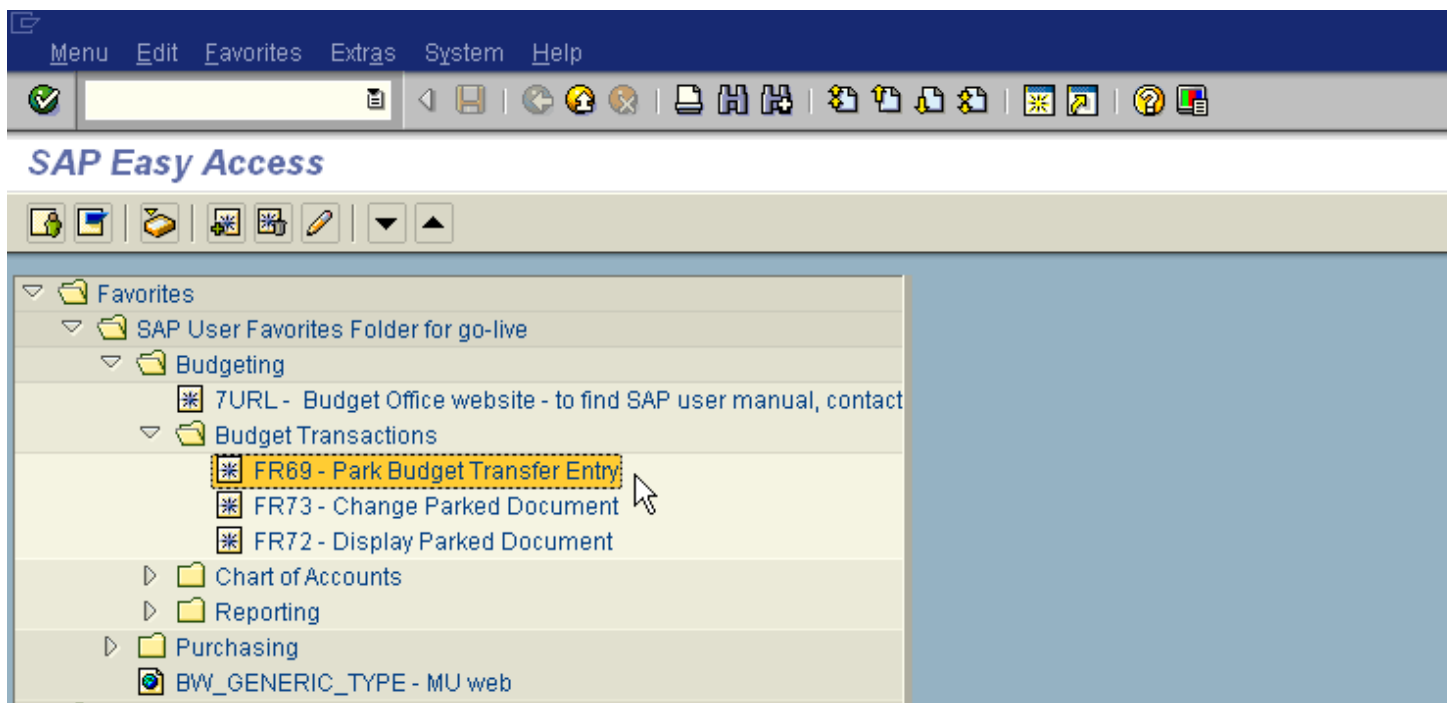 Menu Edit Favorites Extras System Help
SAP Easy Access
Favorites
SAP User Favorites Folder for go-live
Budgeting
7URL - Budget Office website - to find SAP user manual, contact
Budget Transactions
FR69 - Park Budget Transfer Entry
FR73 - Change Parked Document
FR72 - Display Parked Document
Chart of Accounts
Reporting
Purchasing
BW_GENERIC_TYPE - MU web